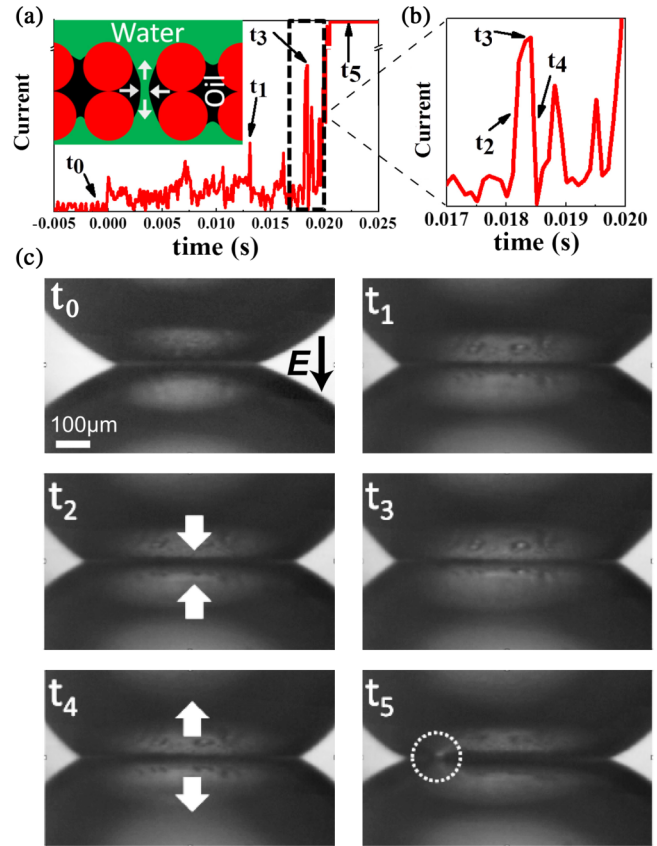 (a)
Water
Oil
t0
t1
t3
t5
Current
-0.005 0.000 0.005 0.010 0.015 0.020 0.025
time (s)
(b)
t3
t4
t2
Current
0.017 0.018 0.019 0.020
time (s)
(c)
t0
E
100μm
t1
t2
t3
t4
t5